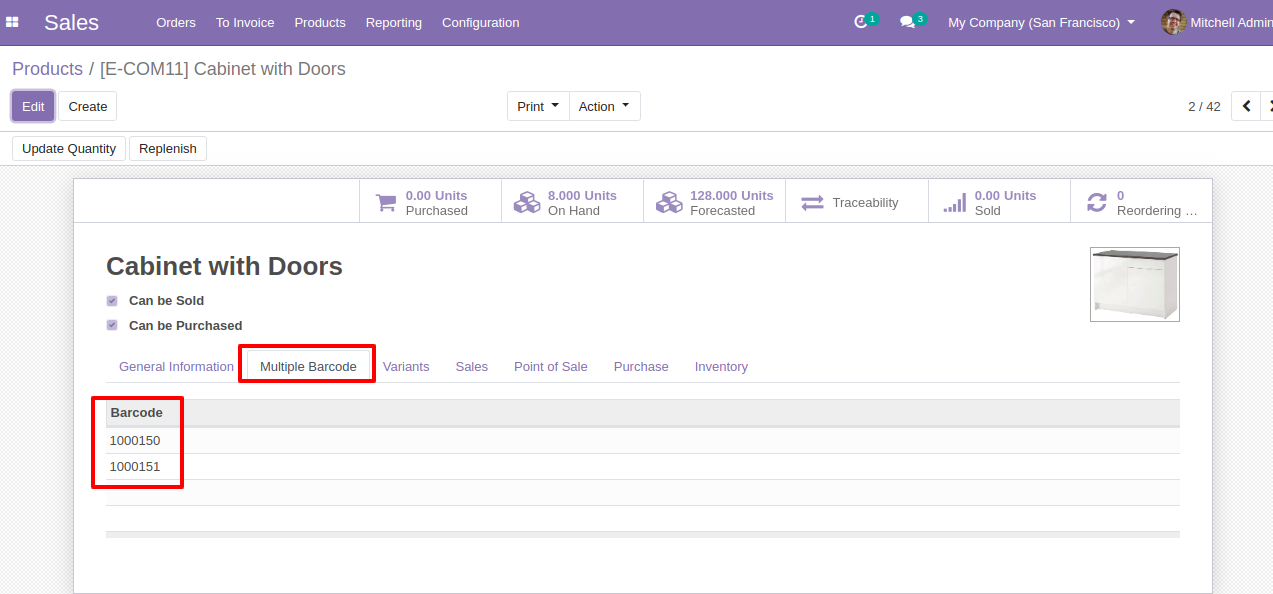 Sales Orders To Invoice Products Reporting Configuration 1 3 My Company (San Francisco) Mitchell Admin
Products / [E-COM11] Cabinet with Doors
Edit Create Print Action 2 / 42
Update Quantity Replenish
0.00 Units 8.000 Units 128.000 Units Traceability 0.00 Units 0
Purchased On Hand Forecasted Sold Reordering ...
Cabinet with Doors
Can be Sold
Can be Purchased
General Information Multiple Barcode Variants Sales Point of Sale Purchase Inventory
Barcode
1000150
1000151